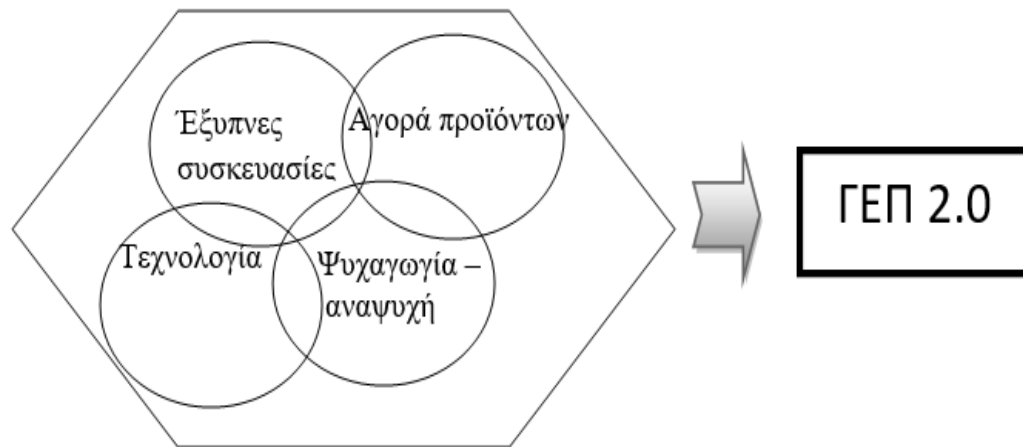 Έξυπνες
συσκευασίες
Αγορά προϊόντων
Τεχνολογία
Ψυχαγωγία –
αναψυχή
ΓΕΠ 2.0